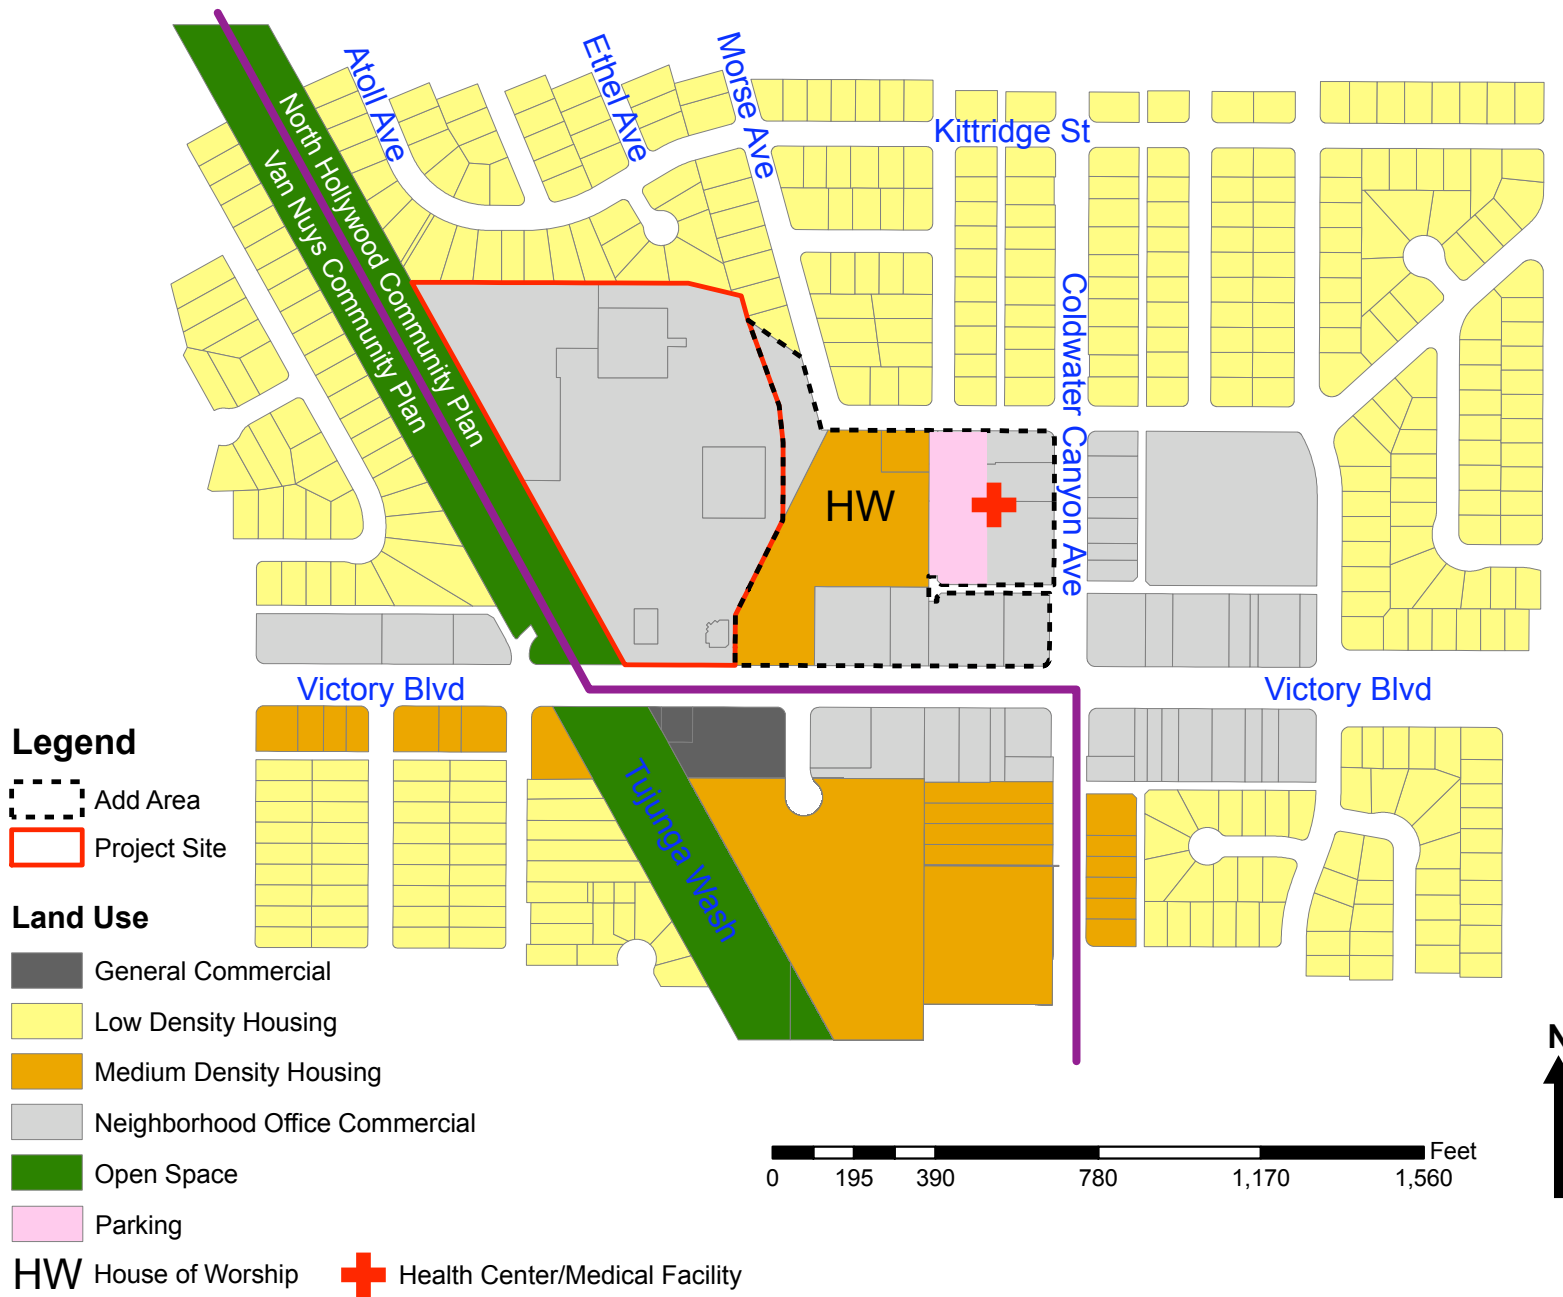 Atoll Ave
Ethel Ave
Morse Ave
Kittridge St
North Hollywood Community Plan
Van Nuys Community Plan
Coldwater Canyon Ave
HW
Victory Blvd
Victory Blvd
Tujunga Wash
Legend
Add Area
Project Site
Land Use
General Commercial
Low Density Housing
Medium Density Housing
Neighborhood Office Commercial
Open Space
Parking
HW House of Worship
Health Center/Medical Facility
N
Feet
0 195 390 780 1,170 1,560